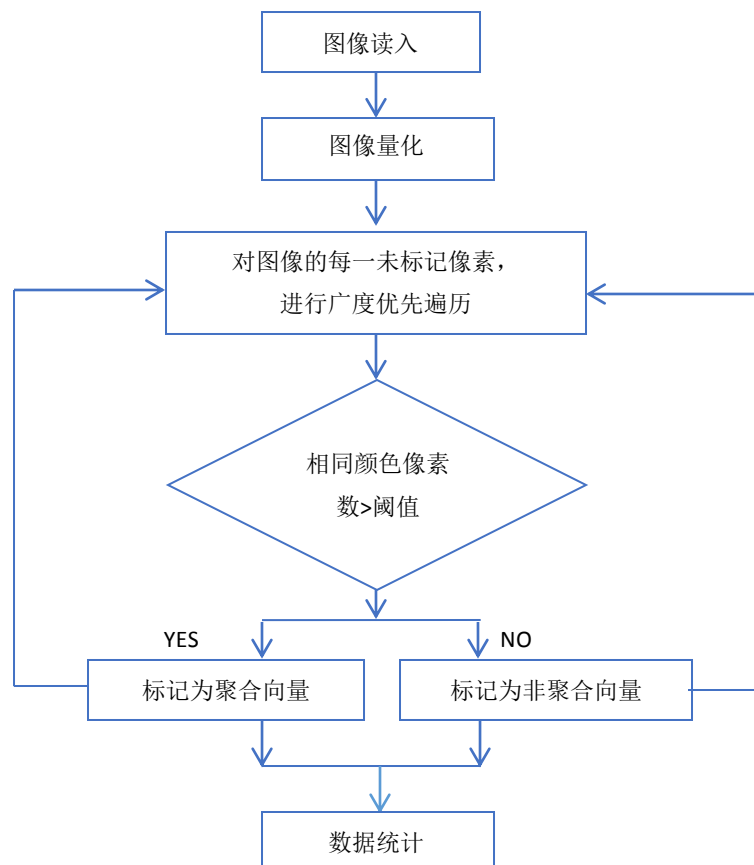 图像读入
图像量化
对图像的每一未标记像素，
进行广度优先遍历
相同颜色像素
数>阈值
YES
NO
标记为聚合向量
标记为非聚合向量
数据统计